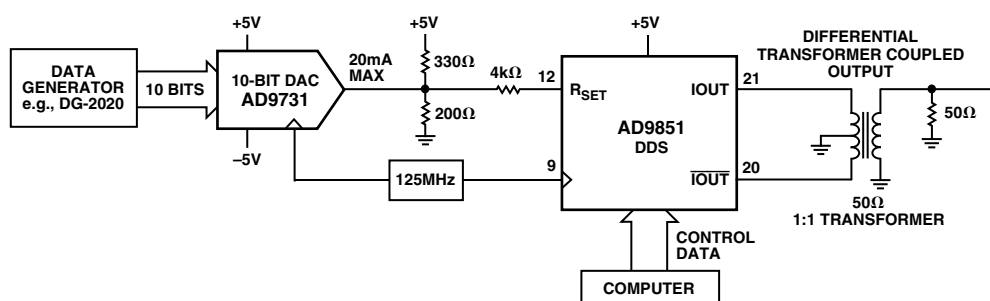 DATA
GENERATOR
e.g., DG-2020
10 BITS
+5V
10-BIT DAC
AD9731
–5V
20mA
MAX
+5V
330Ω
200Ω
4kΩ
125MHz
+5V
12
RSET
9
AD9851
DDS
IOUT
21
IOUT
20
CONTROL
DATA
COMPUTER
DIFFERENTIAL
TRANSFORMER COUPLED
OUTPUT
50Ω
50Ω
1:1 TRANSFORMER